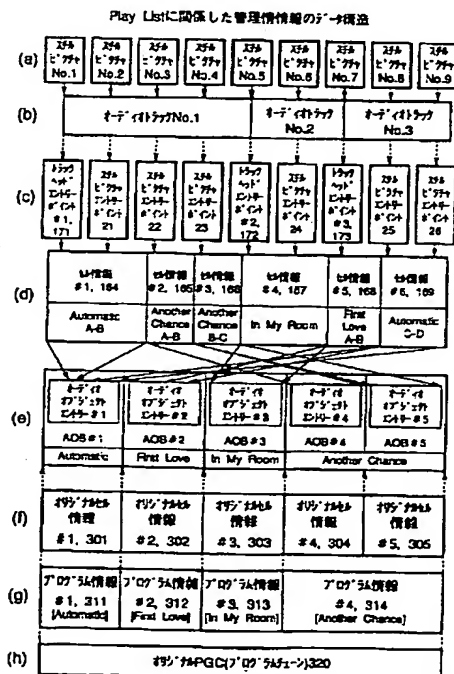 Play Listに関係した管理情情報のデータ構造
(a)
スチル ピクチャ No.1
スチル ピクチャ No.2
スチル ピクチャ No.3
スチル ピクチャ No.4
スチル ピクチャ No.5
スチル ピクチャ No.6
スチル ピクチャ No.7
スチル ピクチャ No.8
スチル ピクチャ No.9
(b)
オーディオトラックNo.1
オーディオトラック No.2
オーディオトラック No.3
(c)
トラック ヘッド エントリー ポイント #1, 171
スチル ピクチャ エントリー ポイント 21
スチル ピクチャ エントリー ポイント 22
スチル ピクチャ エントリー ポイント 23
トラック ヘッド エントリー ポイント #2, 172
スチル ピクチャ エントリー ポイント 24
トラック ヘッド エントリー ポイント #3, 173
スチル ピクチャ エントリー ポイント 25
スチル ピクチャ エントリー ポイント 26
(d)
セル情報 #1, 164
セル情報 #2, 165
セル情報 #3, 166
セル情報 #4, 167
セル情報 #5, 168
セル情報 #6, 169
Automatic A-B
Another Chance A-B
Another Chance B-C
In My Room
First Love A-B
Automatic C-D
(e)
オーディオ オブジェクト エントリー#1
オーディオ オブジェクト エントリー#2
オーディオ オブジェクト エントリー#3
オーディオ オブジェクト エントリー#4
オーディオ オブジェクト エントリー#5
AOB#1
AOB#2
AOB#3
AOB#4
AOB#5
Automatic
First Love
In My Room
Another Chance
(f)
オリジナルセル 情報 #1, 301
オリジナルセル 情報 #2, 302
オリジナルセル 情報 #3, 303
オリジナルセル 情報 #4, 304
オリジナルセル 情報 #5, 305
(g)
プログラム情報 #1, 311 [Automatic]
プログラム情報 #2, 312 [First Love]
プログラム情報 #3, 313 [In My Room]
プログラム情報 #4, 314 [Another Chance]
(h)
オリジナルPGC(プログラムチェーン)320